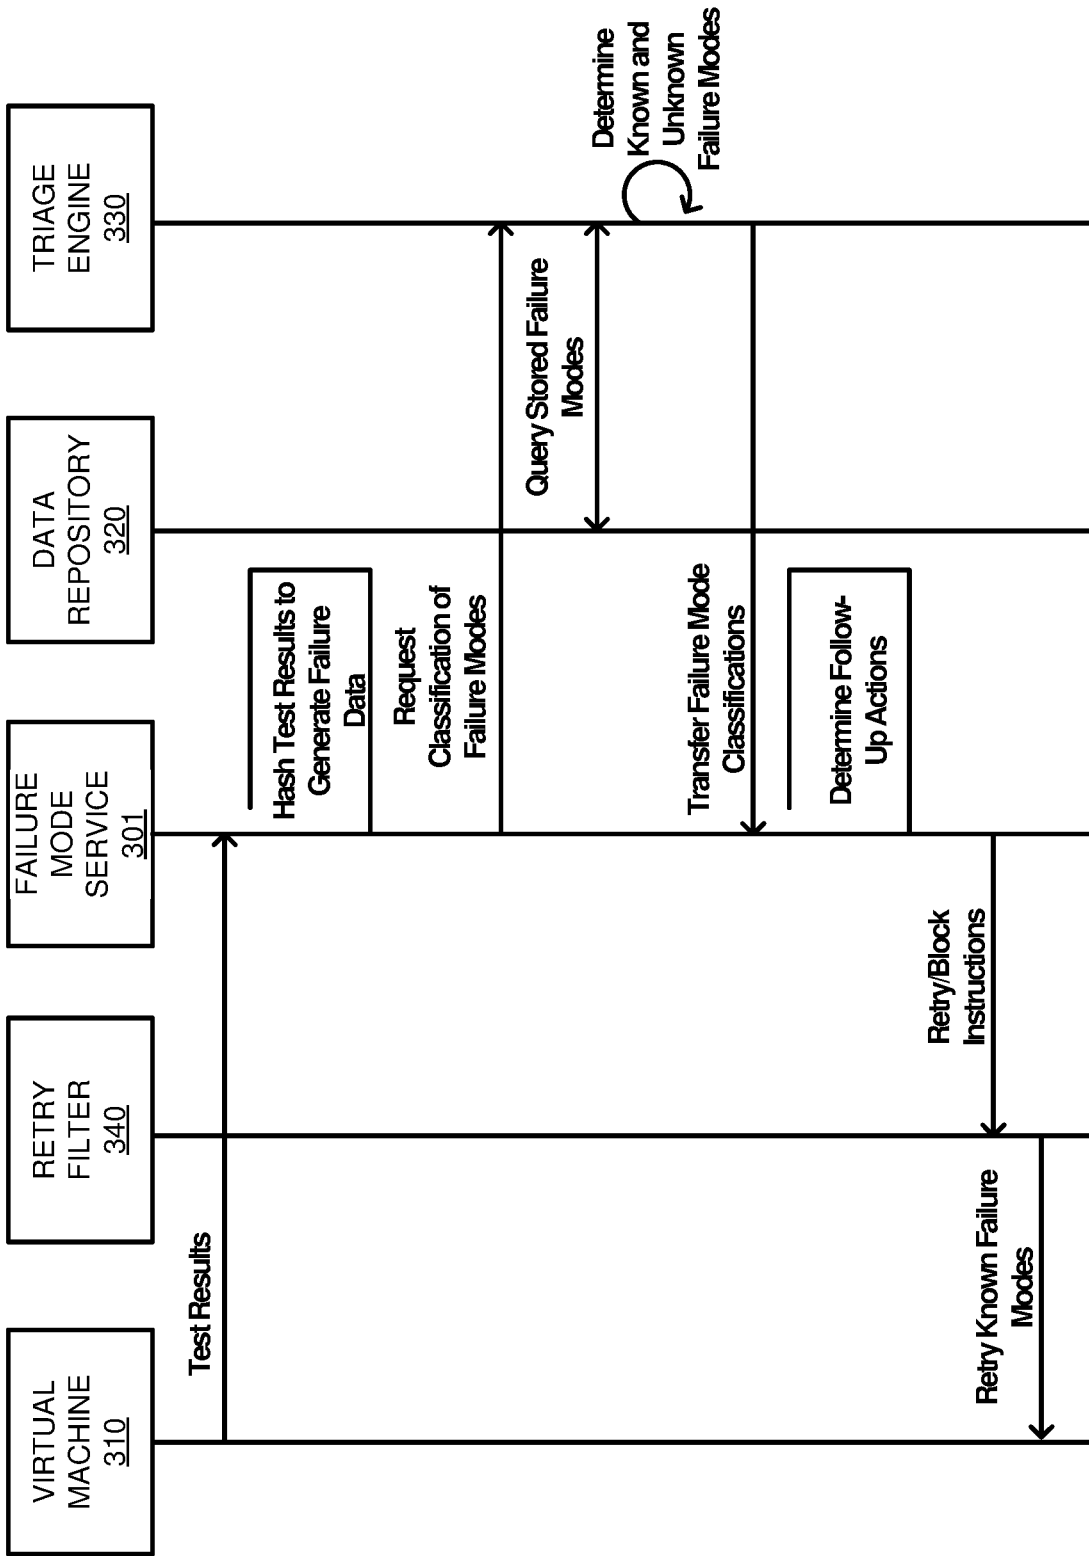 VIRTUAL
MACHINE
310
RETRY
FILTER
340
FAILURE
MODE
SERVICE
301
DATA
REPOSITORY
320
TRIAGE
ENGINE
330
Test Results
Hash Test Results to
Generate Failure
Data
Request
Classification of
Failure Modes
Query Stored Failure
Modes
Determine
Known and
Unknown
Failure Modes
Transfer Failure Mode
Classifications
Determine Follow-
Up Actions
Retry/Block
Instructions
Retry Known Failure
Modes